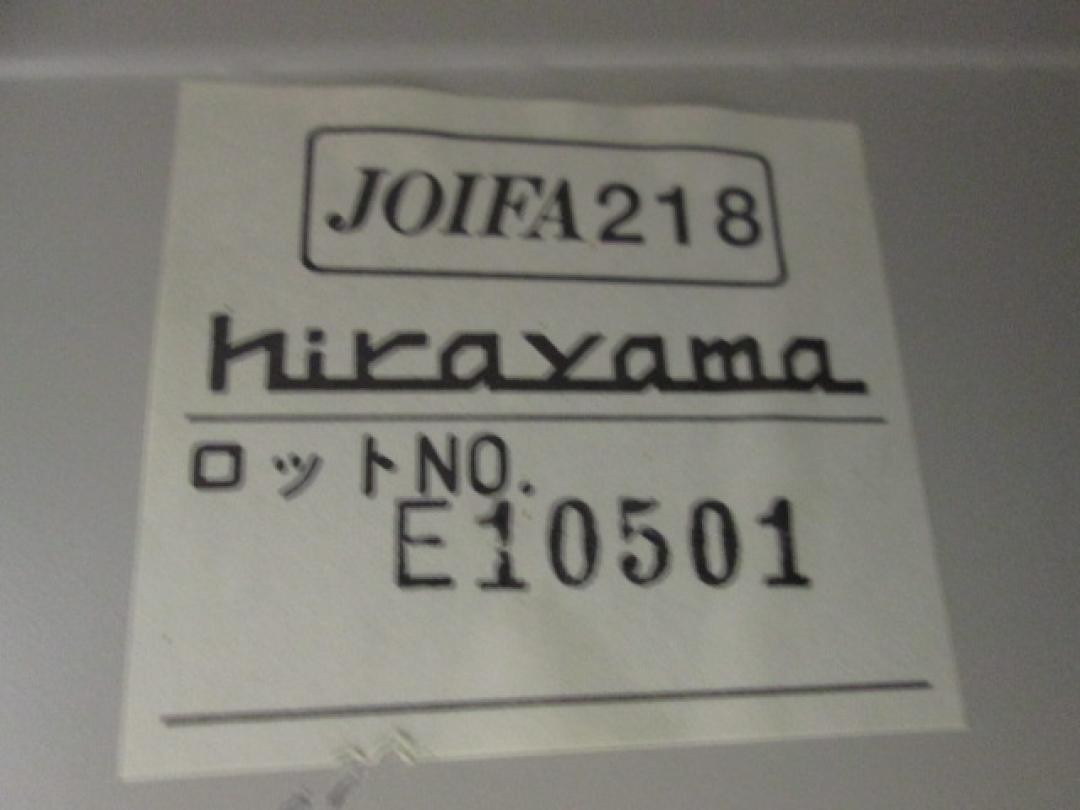 JOIFA218
hirayama
ロットNO.
E10501